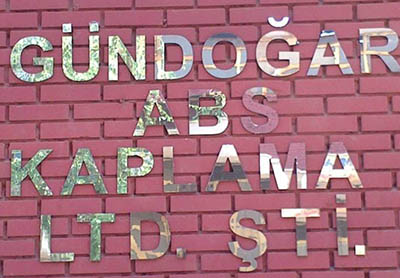 GÜNDOĞAR
ABS
KAPLAMA
LTD. ŞTİ.